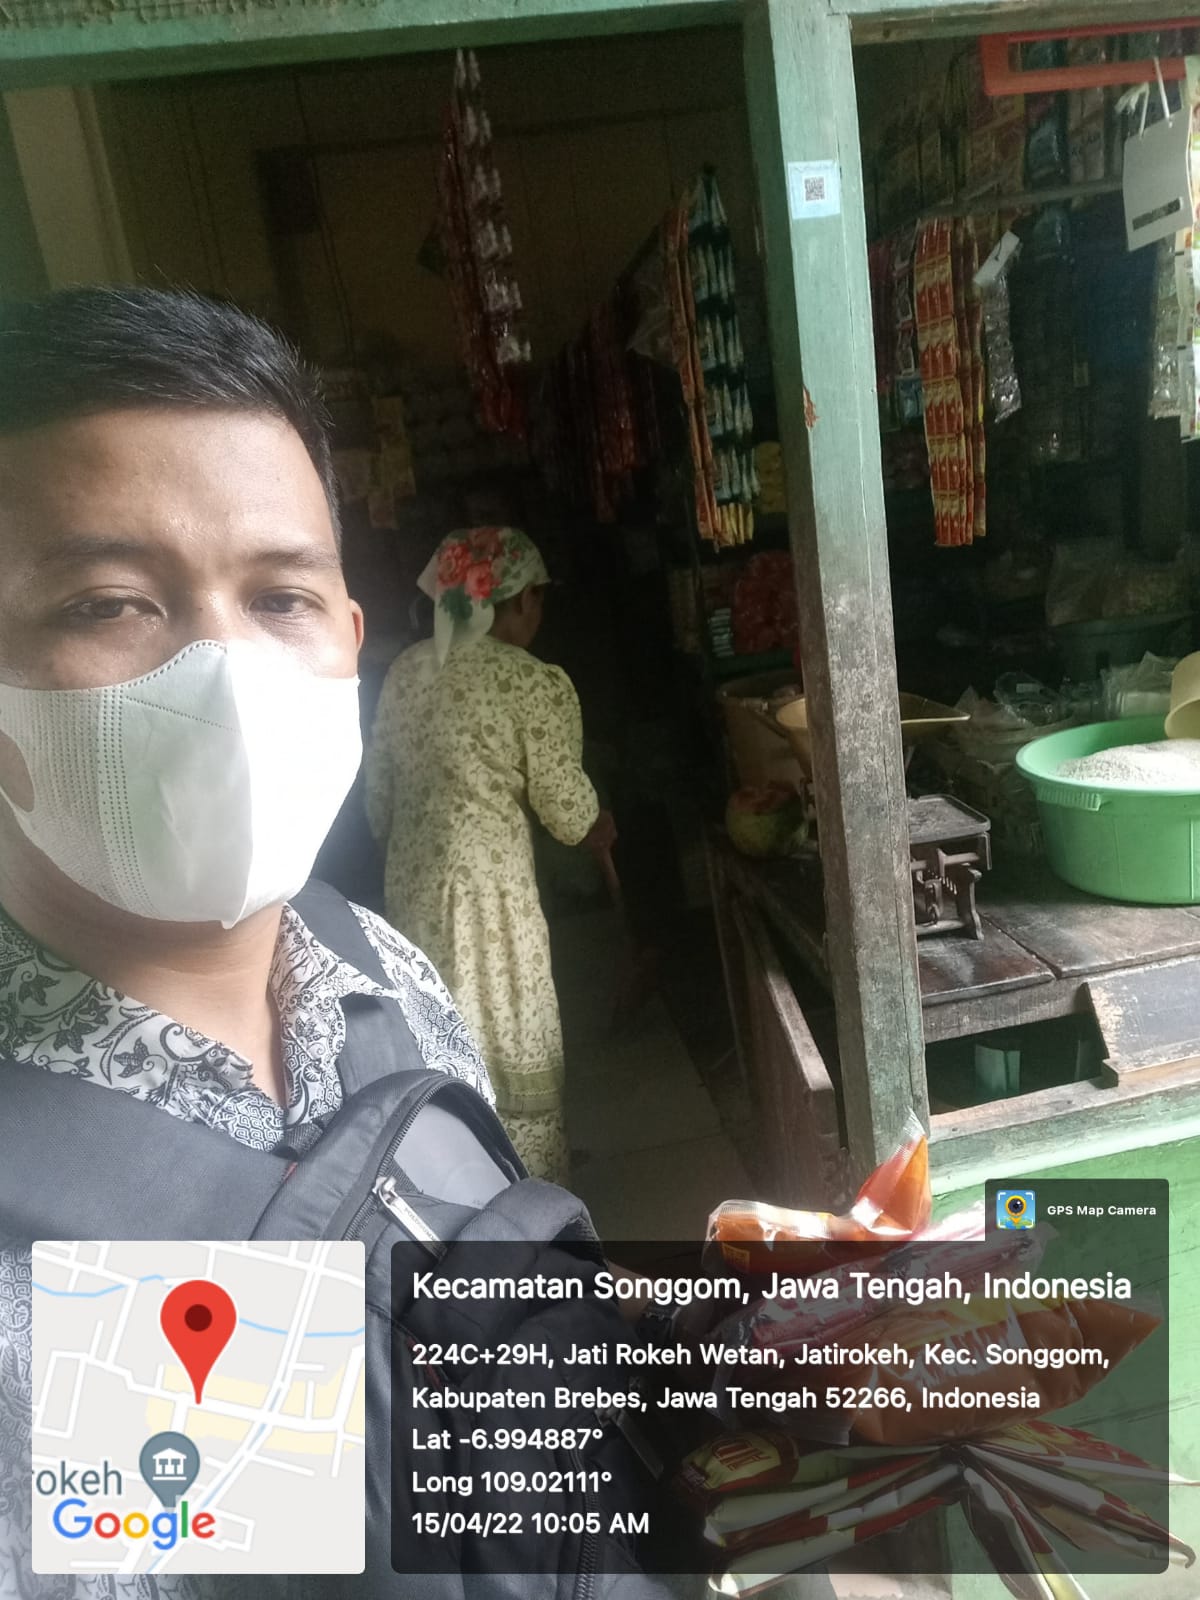 GPS Map Camera
Kecamatan Songgom, Jawa Tengah, Indonesia
224C+29H, Jati Rokeh Wetan, Jatirokeh, Kec. Songgom,
Kabupaten Brebes, Jawa Tengah 52266, Indonesia
Lat -6.994887°
Long 109.02111°
15/04/22 10:05 AM
rokeh
Google